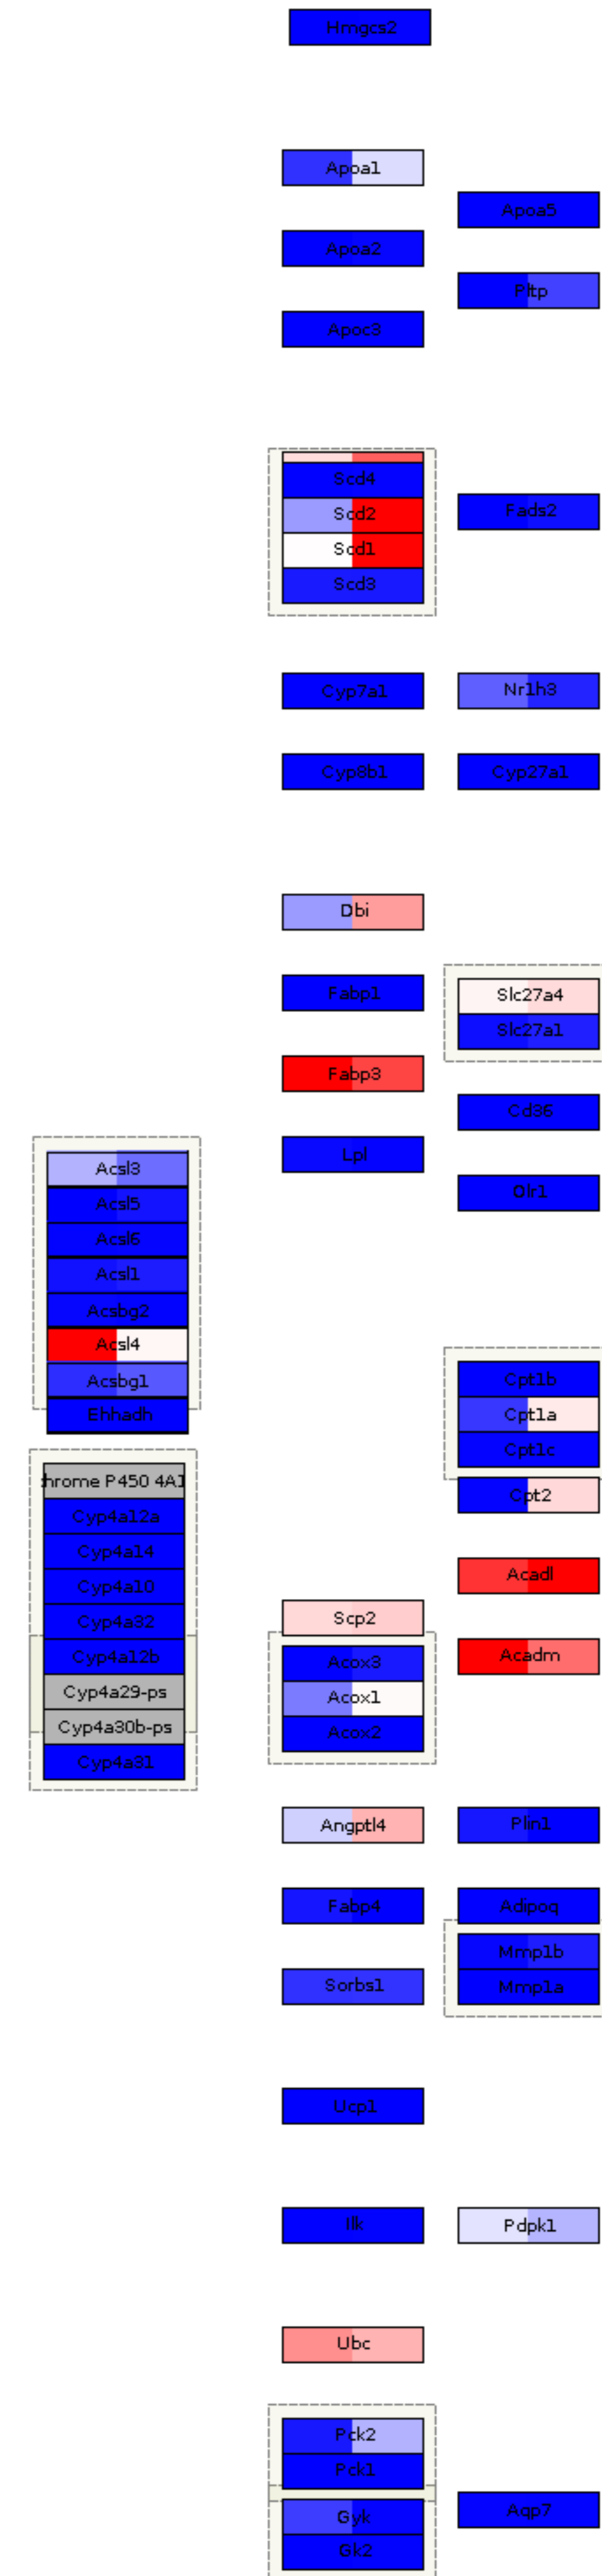 Hmgcs2
Apoa1
Apoa5
Apoa2
Pltp
Apoc3
Scd4
Scd2
Fads2
Scd1
Scd3
Cyp7a1
Nr1h3
Cyp8b1
Cyp27a1
Dbi
Fabp1
Slc27a4
Slc27a1
Fabp3
Cd36
Lpl
Olr1
Acsl3
Acsl5
Acsl6
Acsl1
Acsbg2
Acsl4
Acsbg1
Ehhadh
Cpt1b
Cpt1a
Cpt1c
Cpt2
hrome P450 4A1
Cyp4a12a
Cyp4a14
Cyp4a10
Cyp4a32
Cyp4a12b
Cyp4a29-ps
Cyp4a30b-ps
Cyp4a31
Acadl
Scp2
Acadm
Acox3
Acox1
Acox2
Angptl4
Plin1
Fabp4
Adipoq
Mmp1b
Sorbs1
Mmp1a
Ucp1
Ilk
Pdpk1
Ubc
Pck2
Pck1
Gyk
Aqp7
Gk2